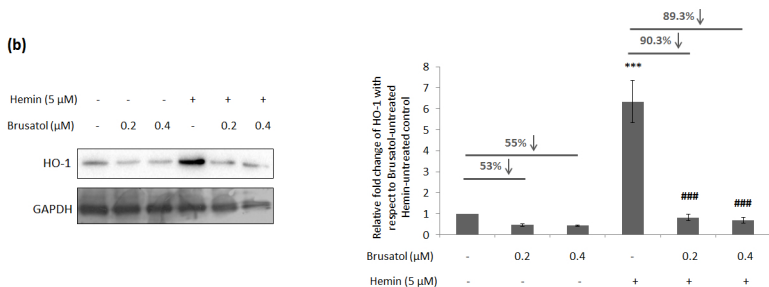 (b)
Hemin (5 µM) - - - + + +
Brusatol (µM) - 0.2 0.4 - 0.2 0.4
HO-1
GAPDH
Relative fold change of HO-1 with
respect to Brusatol-untreated
Hemin-untreated control
8
7
6
5
4
3
2
1
0
89.3% ↓
90.3% ↓
***
55% ↓
53% ↓
### ###
Brusatol (µM) - 0.2 0.4 - 0.2 0.4
Hemin (5 µM) - - - + + +